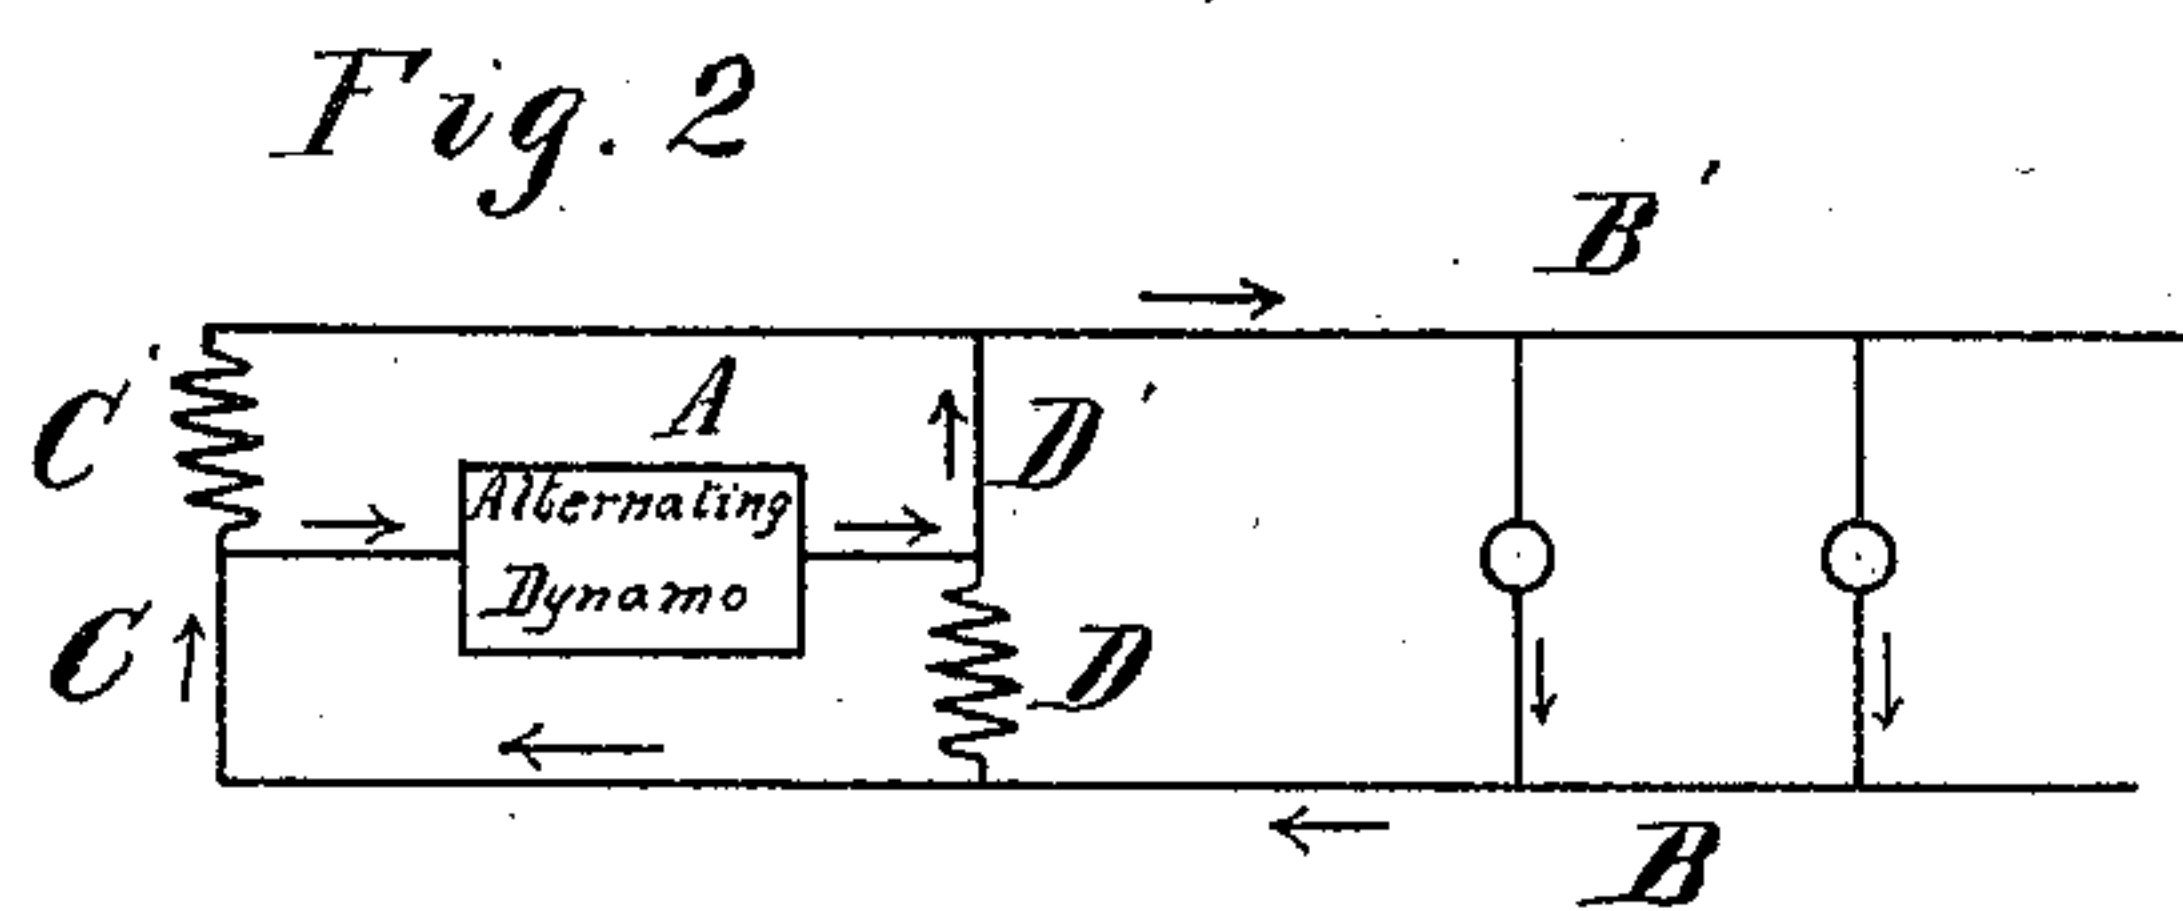 Fig. 2
B'
C'
A
D'
Alternating
Dynamo
C
D
B